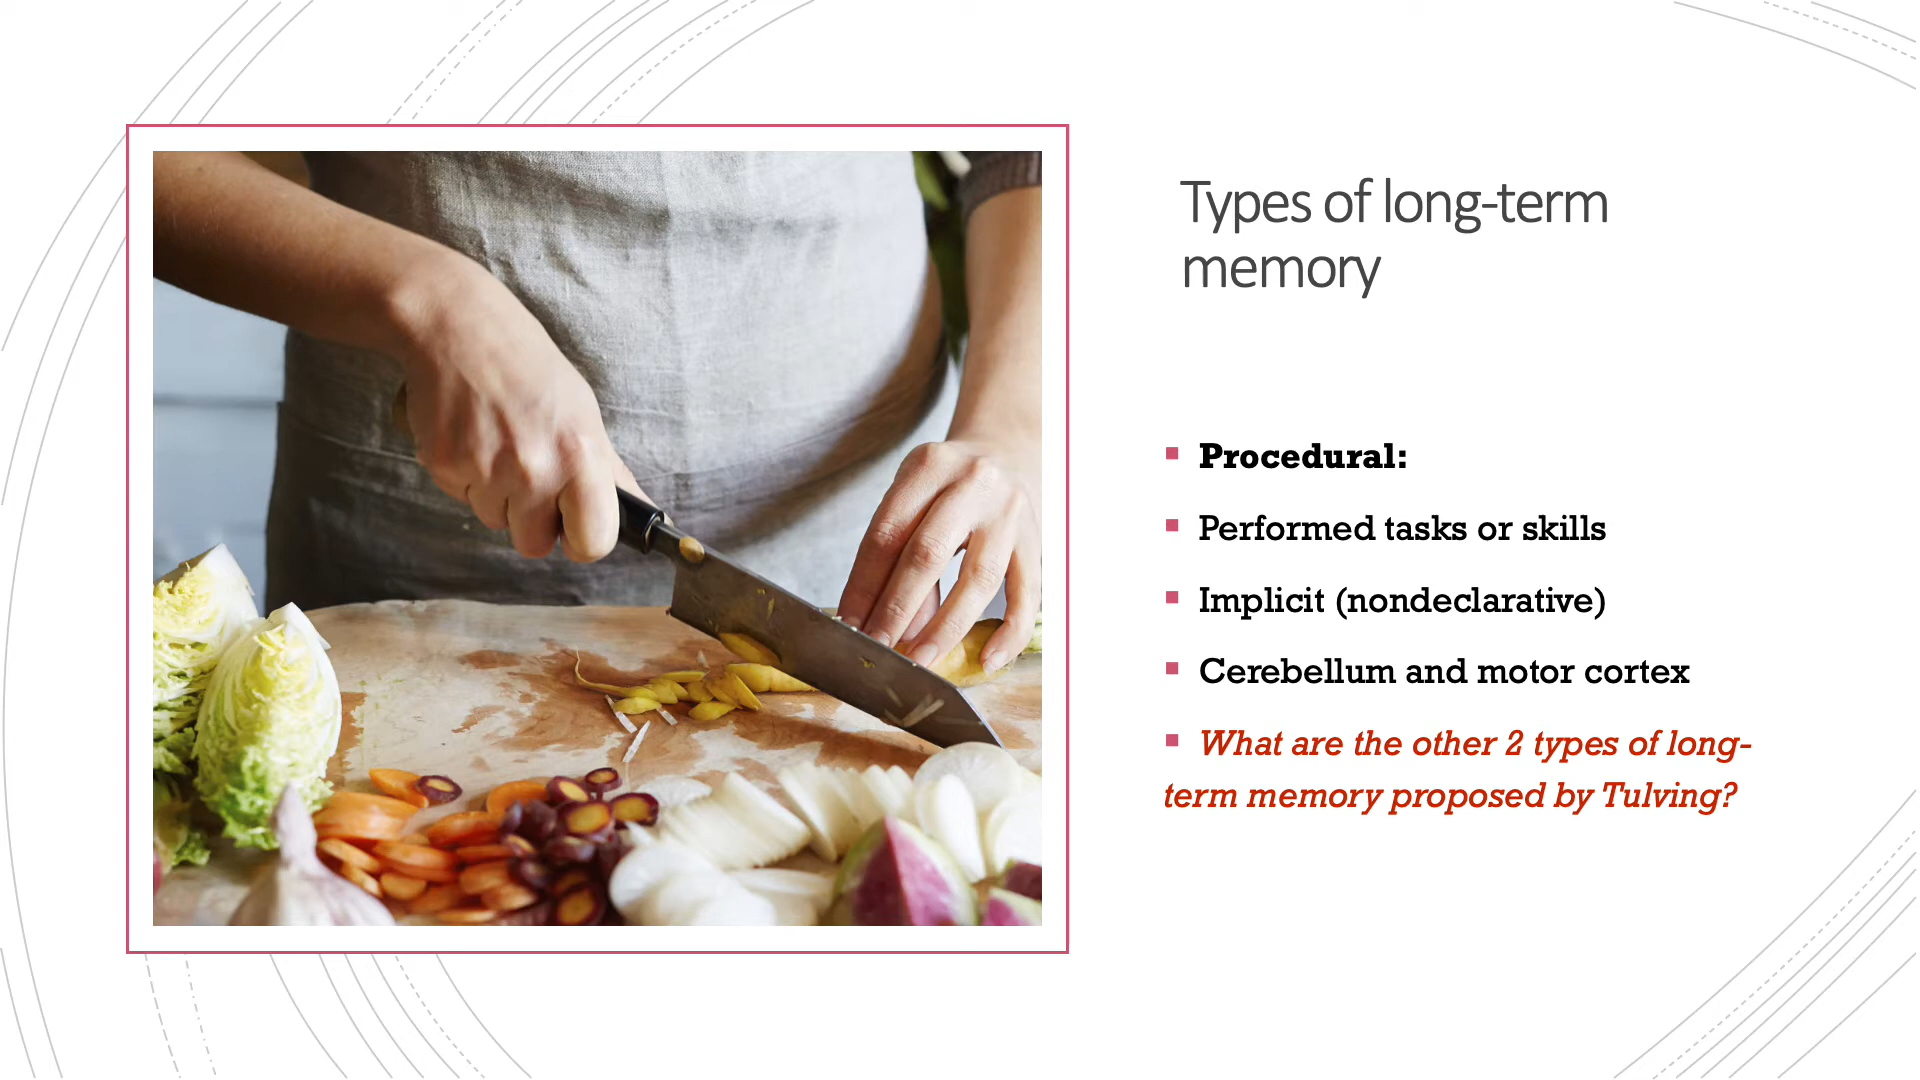 Types of long-term
memory
Procedural:
Performed tasks or skills
Implicit (nondeclarative)
Cerebellum and motor cortex
What are the other 2 types of long-
term memory proposed by Tulving?